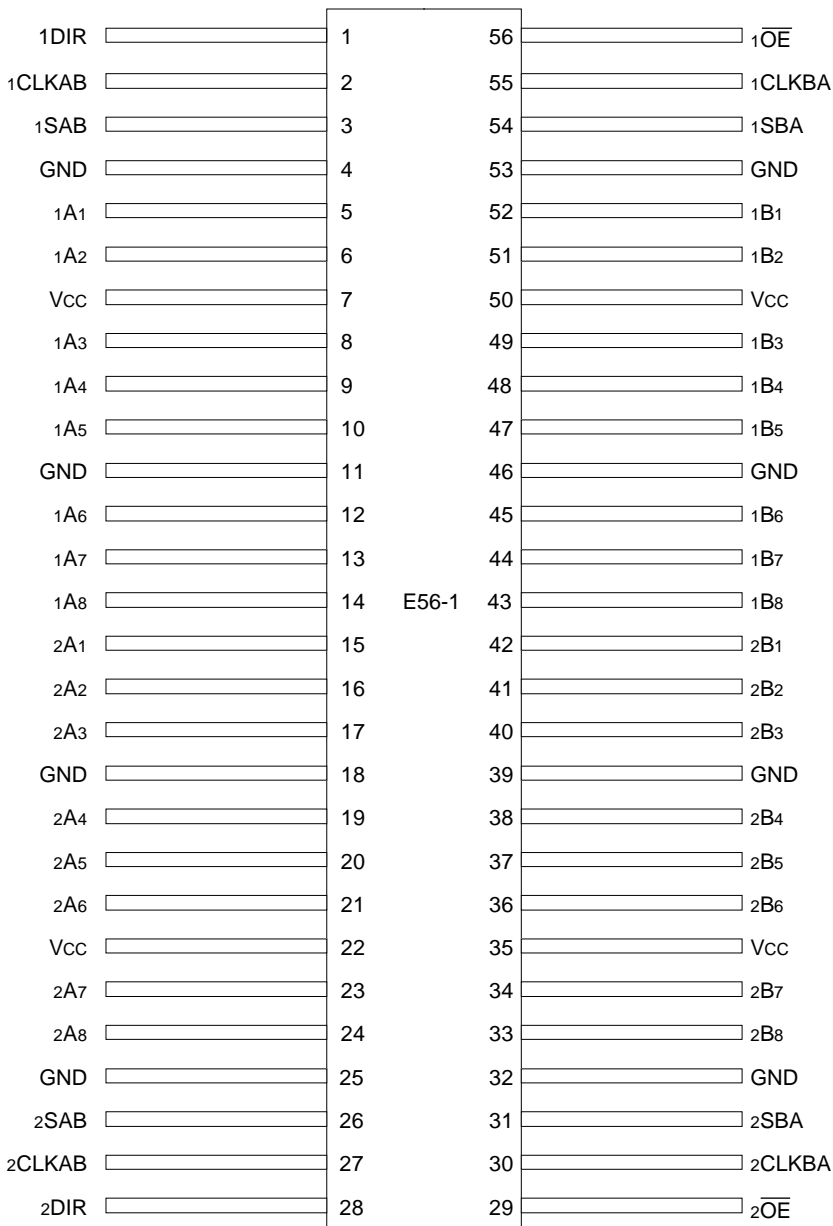 1DIR 1 56 1O̅E̅
1CLKAB 2 55 1CLKBA
1SAB 3 54 1SBA
GND 4 53 GND
1A1 5 52 1B1
1A2 6 51 1B2
VCC 7 50 VCC
1A3 8 49 1B3
1A4 9 48 1B4
1A5 10 47 1B5
GND 11 46 GND
1A6 12 45 1B6
1A7 13 44 1B7
1A8 14 E56-1 43 1B8
2A1 15 42 2B1
2A2 16 41 2B2
2A3 17 40 2B3
GND 18 39 GND
2A4 19 38 2B4
2A5 20 37 2B5
2A6 21 36 2B6
VCC 22 35 VCC
2A7 23 34 2B7
2A8 24 33 2B8
GND 25 32 GND
2SAB 26 31 2SBA
2CLKAB 27 30 2CLKBA
2DIR 28 29 2O̅E̅